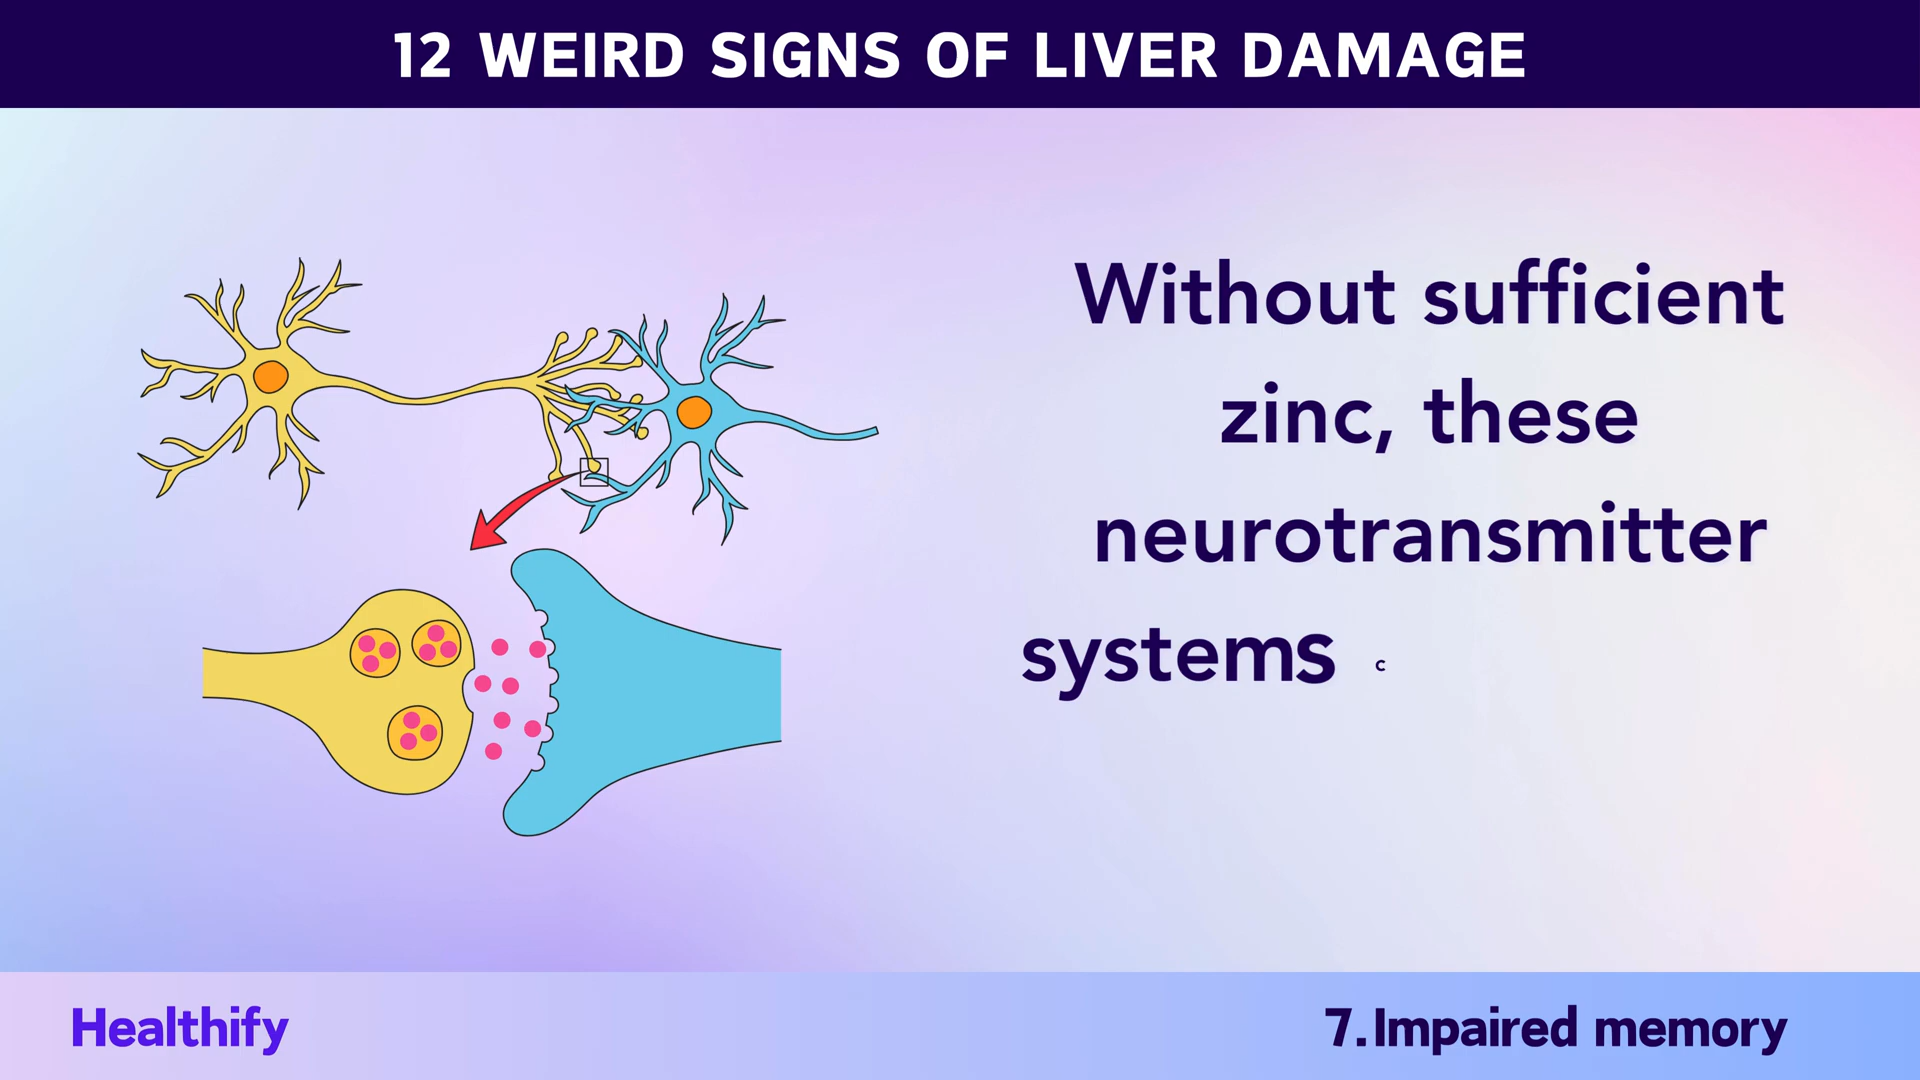 12 WEIRD SIGNS OF LIVER DAMAGE
Without sufficient
zinc, these
neurotransmitter
systems c
Healthify
7. Impaired memory